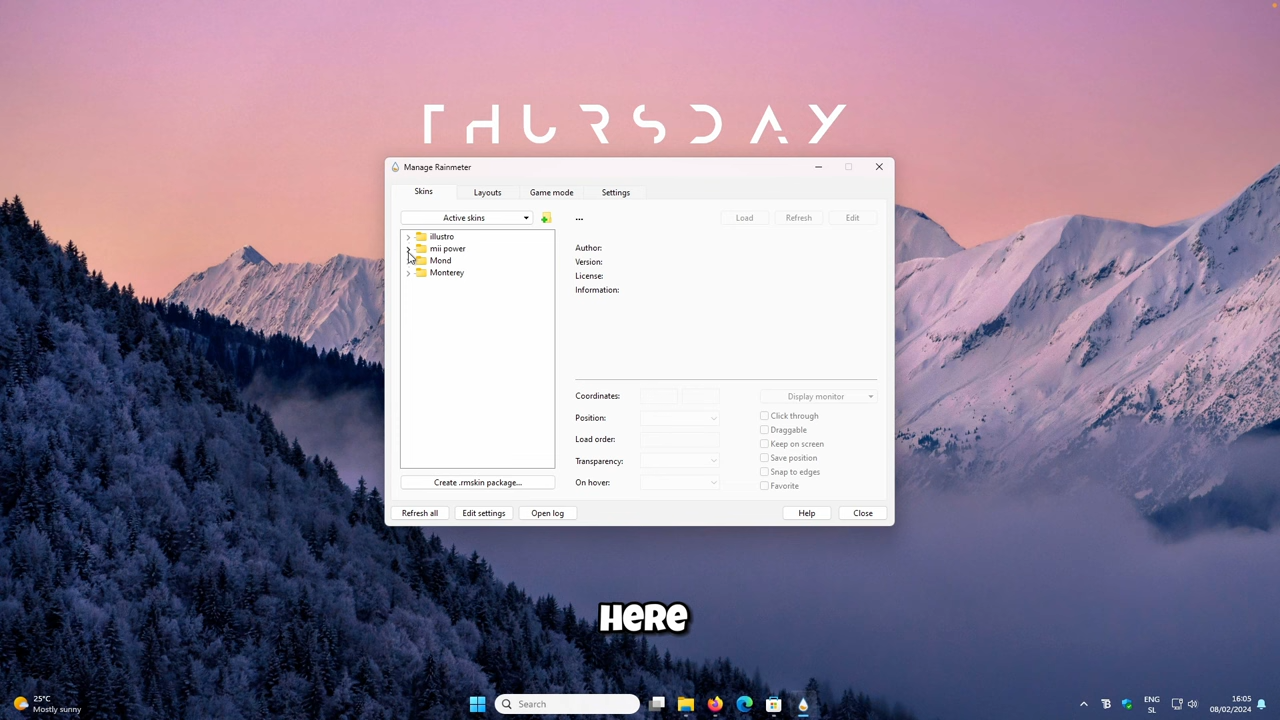 THURSDAY
Manage Rainmeter
Skins
Layouts
Game mode
Settings
Active skins
...
Load
Refresh
Edit
illustro
mii power
Mond
Monterey
Author:
Version:
License:
Information:
Coordinates:
Display monitor
Position:
Click through
Draggable
Load order:
Keep on screen
Transparency:
Save position
Snap to edges
On hover:
Favorite
Create .rmskin package...
Refresh all
Edit settings
Open log
Help
Close
HERE
25°C
Mostly sunny
Search
ENG
SL
16:05
08/02/2024